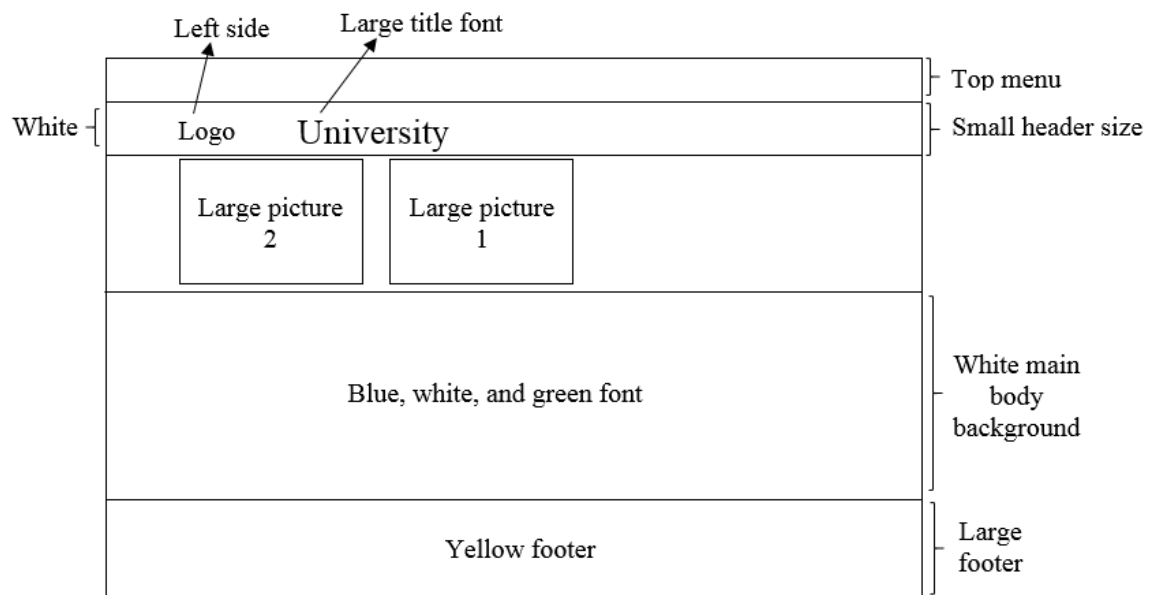 Left side
Large title font
Top menu
White
Logo
University
Small header size
Large picture
2
Large picture
1
Blue, white, and green font
White main
body
background
Yellow footer
Large
footer